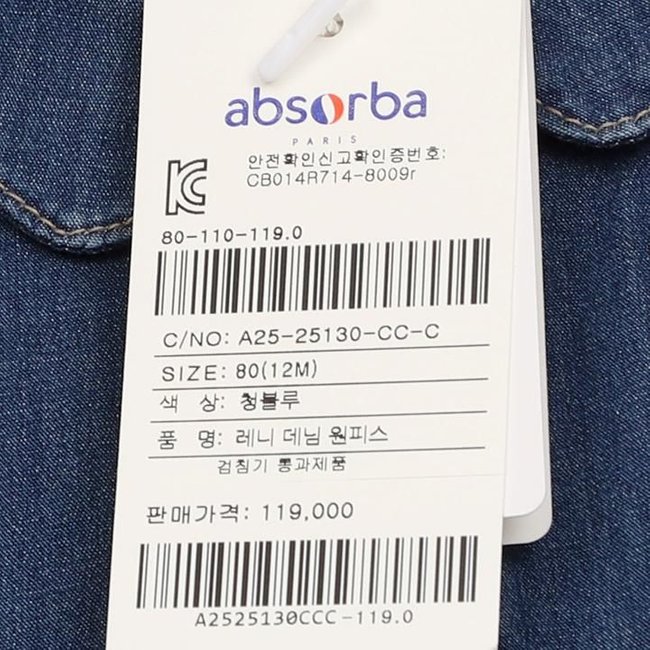 absorba
PARIS
안전확인신고확인증번호:
CB014R714-8009r
80-110-119.0
C/NO: A25-25130-CC-C
SIZE: 80(12M)
색 상: 청블루
품 명: 레니 데님 원피스
검침기 통과제품
판매가격: 119,000
A2525130CCC-119.0